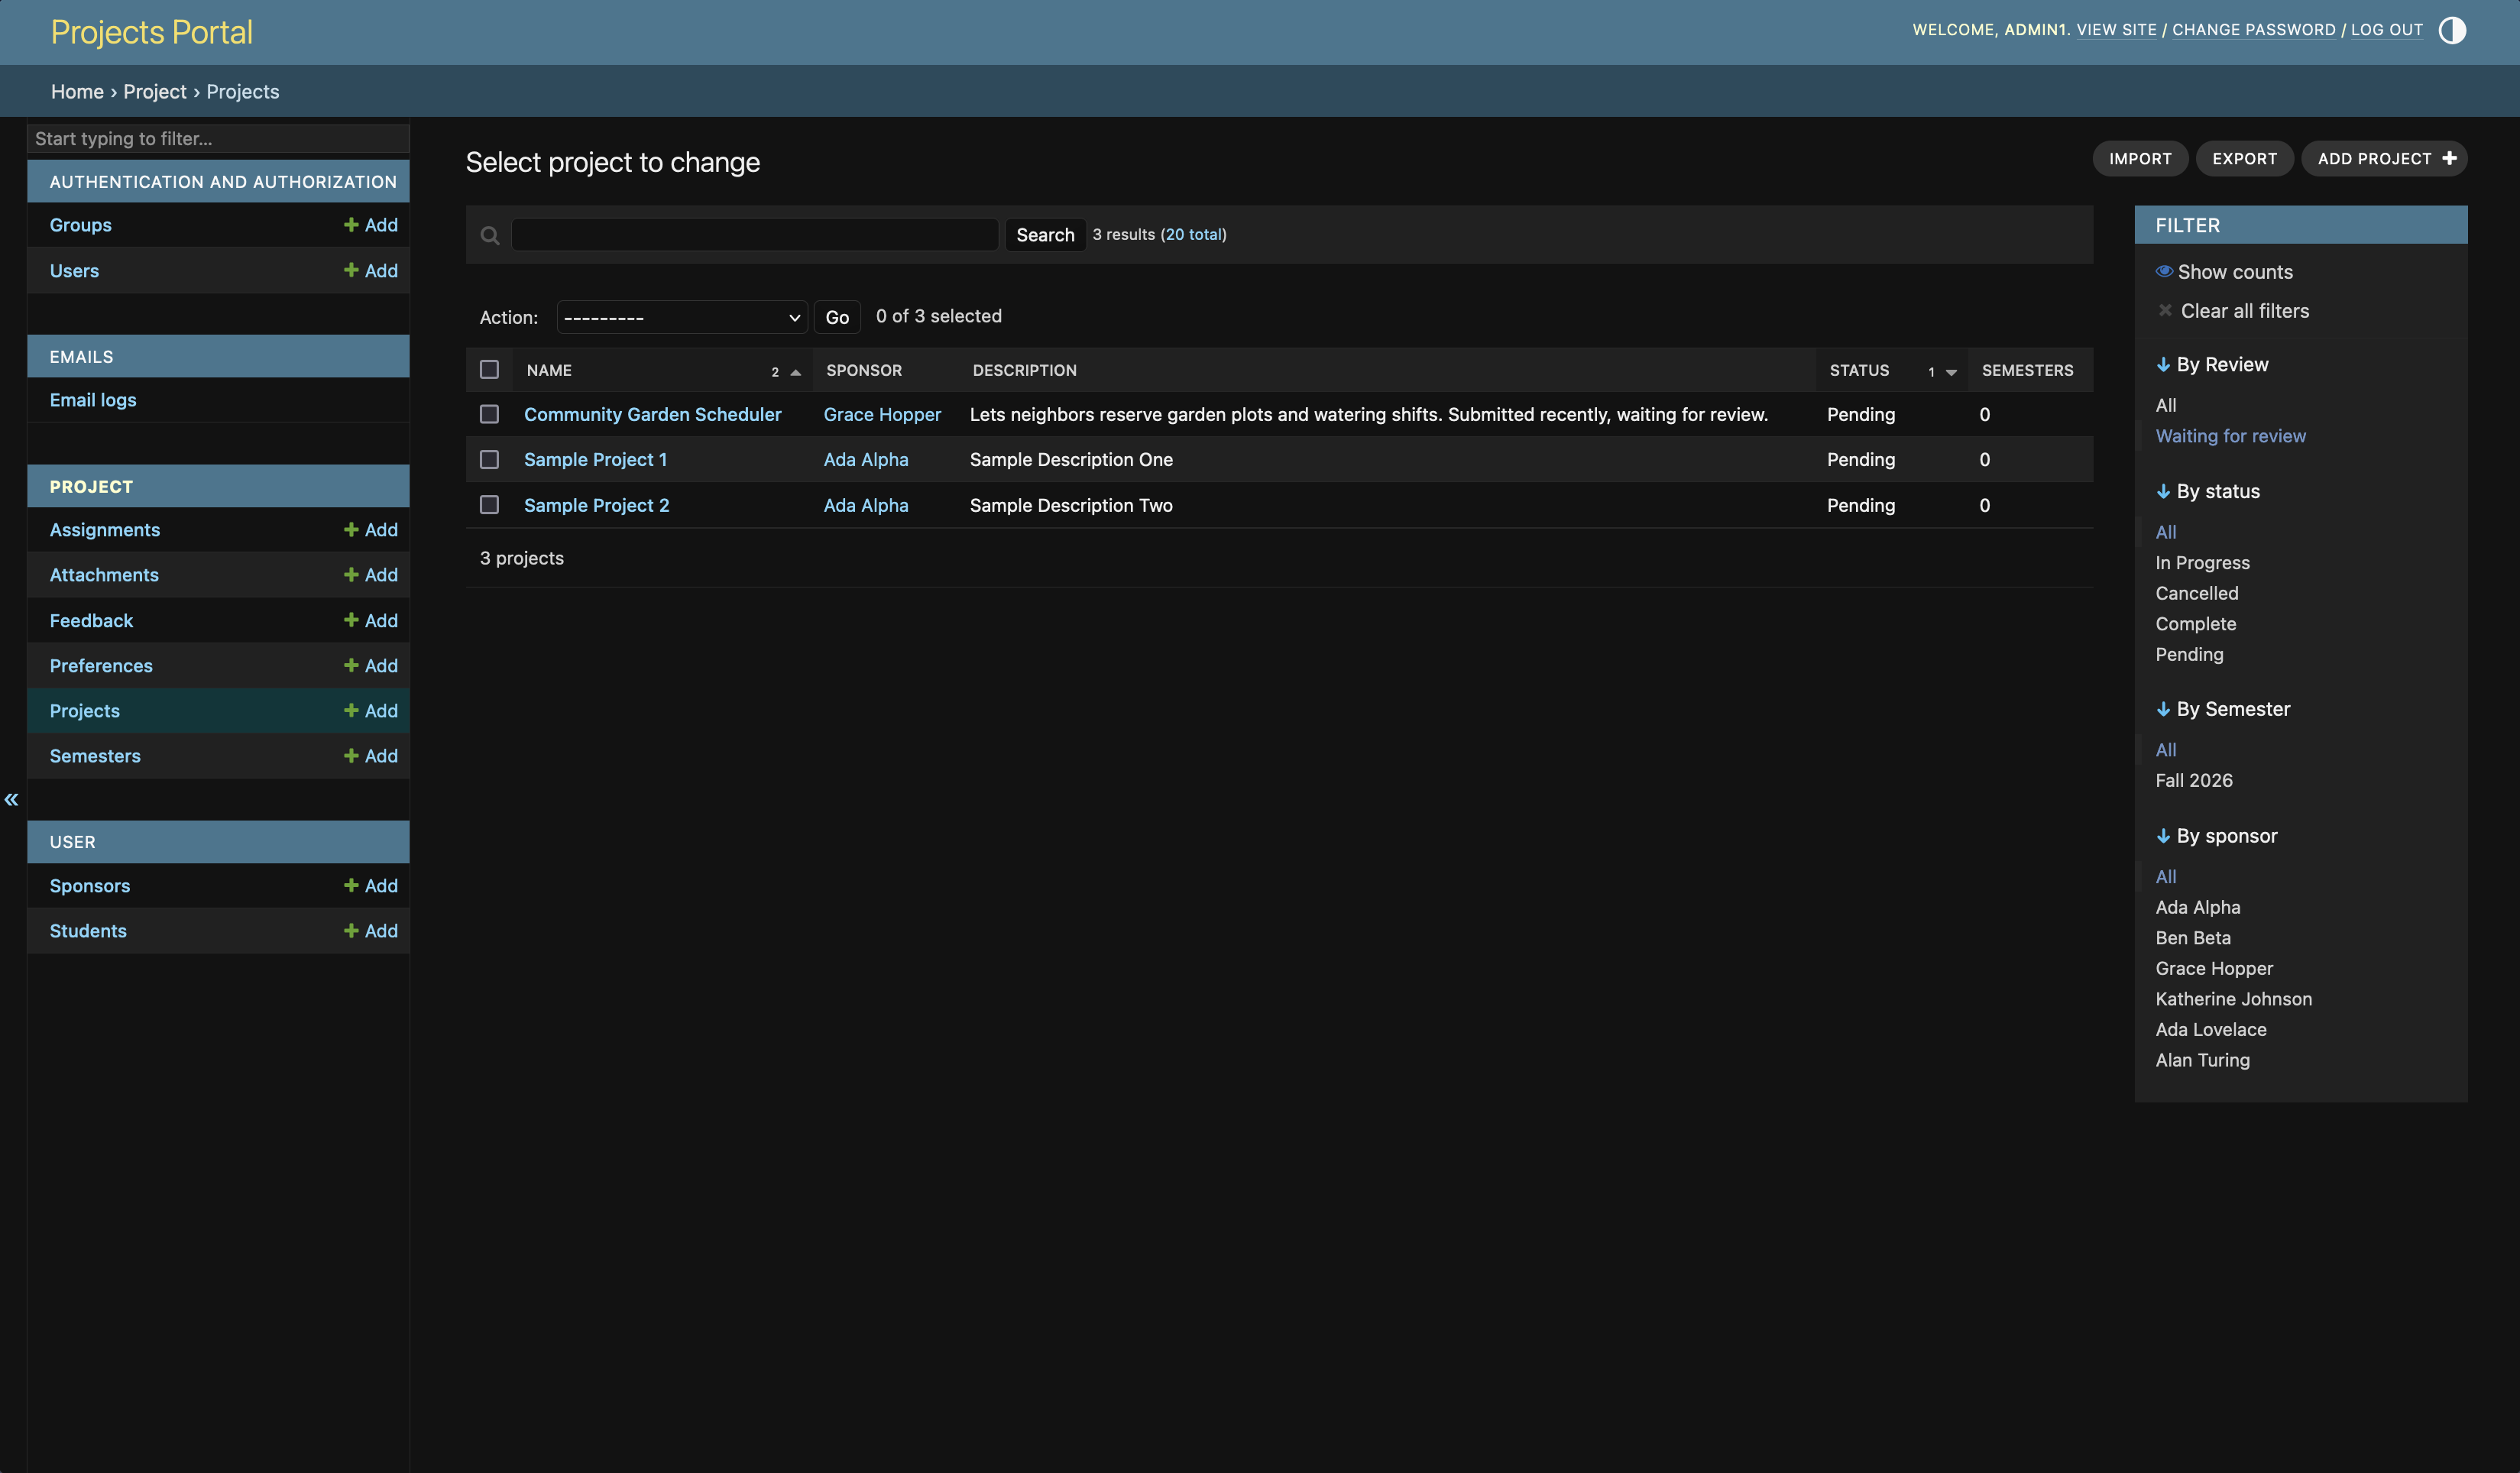 Projects Portal
WELCOME, ADMIN1. VIEW SITE / CHANGE PASSWORD / LOG OUT
Home › Project › Projects
Start typing to filter...
AUTHENTICATION AND AUTHORIZATION
Groups Add
Users Add
EMAILS
Email logs
PROJECT
Assignments Add
Attachments Add
Feedback Add
Preferences Add
Projects Add
Semesters Add
«
USER
Sponsors Add
Students Add
Select project to change
IMPORT EXPORT ADD PROJECT
Search 3 results (20 total)
Action: --------- Go 0 of 3 selected
NAME 2 SPONSOR DESCRIPTION STATUS 1 SEMESTERS
Community Garden Scheduler Grace Hopper Lets neighbors reserve garden plots and watering shifts. Submitted recently, waiting for review. Pending 0
Sample Project 1 Ada Alpha Sample Description One Pending 0
Sample Project 2 Ada Alpha Sample Description Two Pending 0
3 projects
FILTER
Show counts
Clear all filters
By Review
All
Waiting for review
By status
All
In Progress
Cancelled
Complete
Pending
By Semester
All
Fall 2026
By sponsor
All
Ada Alpha
Ben Beta
Grace Hopper
Katherine Johnson
Ada Lovelace
Alan Turing